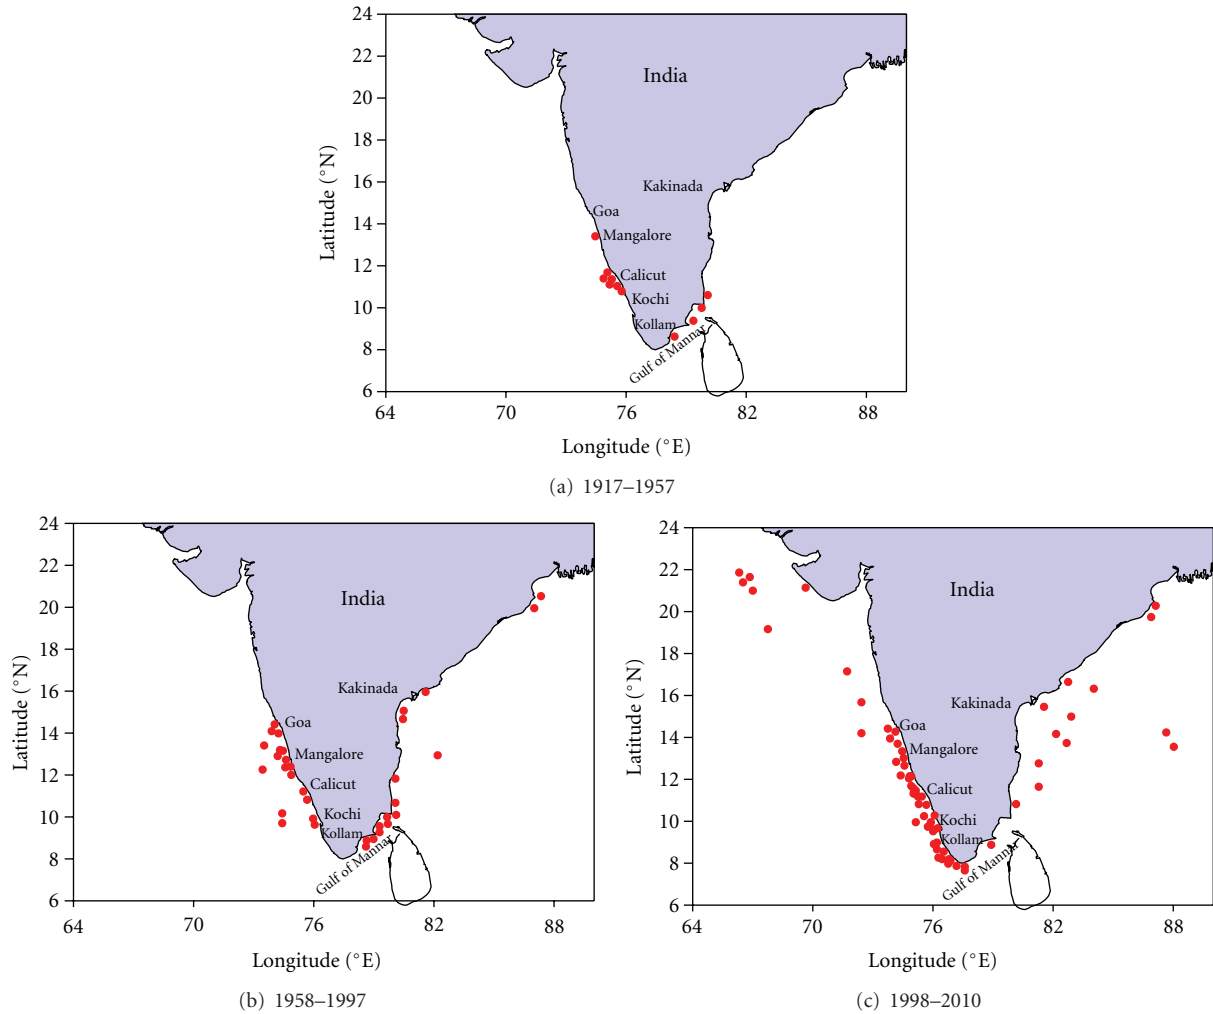 24
22
20
18
16
14
12
10
8
6
Latitude (°N)
India
Kakinada
Goa
Mangalore
Calicut
Kochi
Kollam
Gulf of Mannar
64 70 76 82 88
Longitude (°E)
(a) 1917–1957
24
22
20
18
16
14
12
10
8
6
Latitude (°N)
India
Kakinada
Goa
Mangalore
Calicut
Kochi
Kollam
Gulf of Mannar
64 70 76 82 88
Longitude (°E)
(b) 1958–1997
24
22
20
18
16
14
12
10
8
6
Latitude (°N)
India
Kakinada
Goa
Mangalore
Calicut
Kochi
Kollam
Gulf of Mannar
64 70 76 82 88
Longitude (°E)
(c) 1998–2010